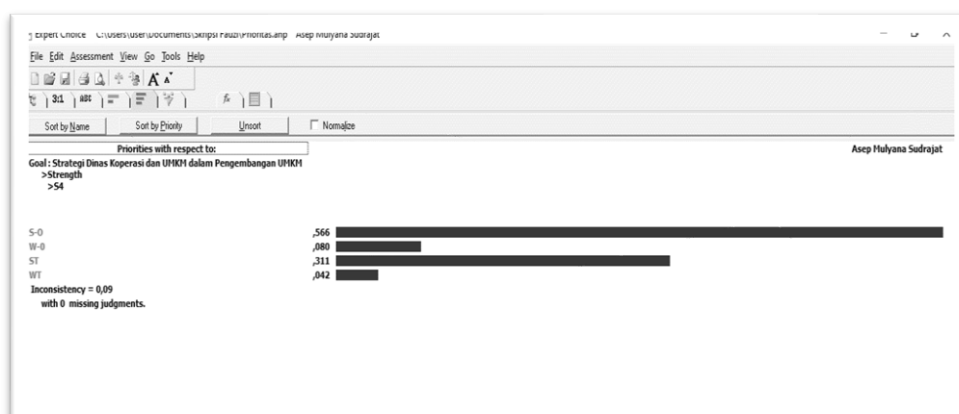 Expert Choice C:\Users\user\Documents\Skripsi Fauzi\Prioritas.ahp Asep Mulyana Sudrajat
File Edit Assessment View Go Tools Help
3:1 ABC
Sort by Name Sort by Priority Unsort Normalize
Priorities with respect to: Asep Mulyana Sudrajat
Goal : Strategi Dinas Koperasi dan UMKM dalam Pengembangan UMKM
>Strength
>S4
S-O ,566
W-O ,080
ST ,311
WT ,042
Inconsistency = 0,09
with 0 missing judgments.